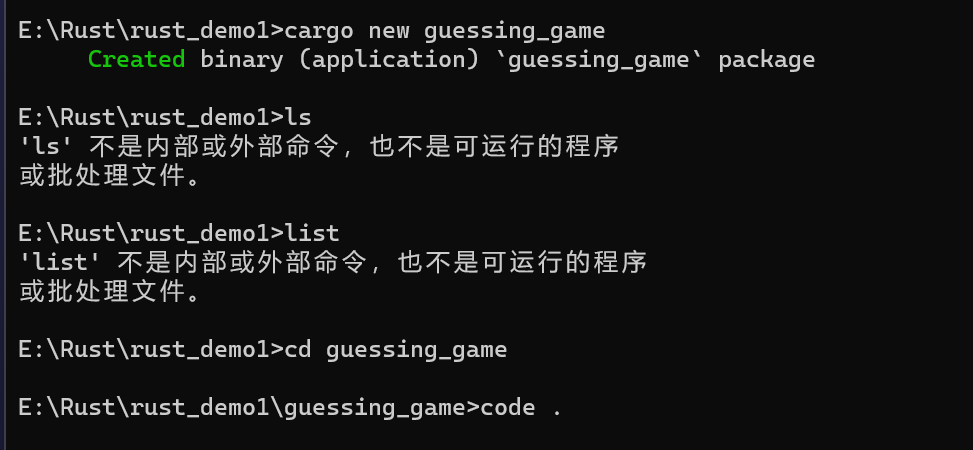 E:\Rust\rust_demo1>cargo new guessing_game
Created binary (application) `guessing_game` package
E:\Rust\rust_demo1>ls
'ls' 不是内部或外部命令，也不是可运行的程序
或批处理文件。
E:\Rust\rust_demo1>list
'list' 不是内部或外部命令，也不是可运行的程序
或批处理文件。
E:\Rust\rust_demo1>cd guessing_game
E:\Rust\rust_demo1\guessing_game>code .